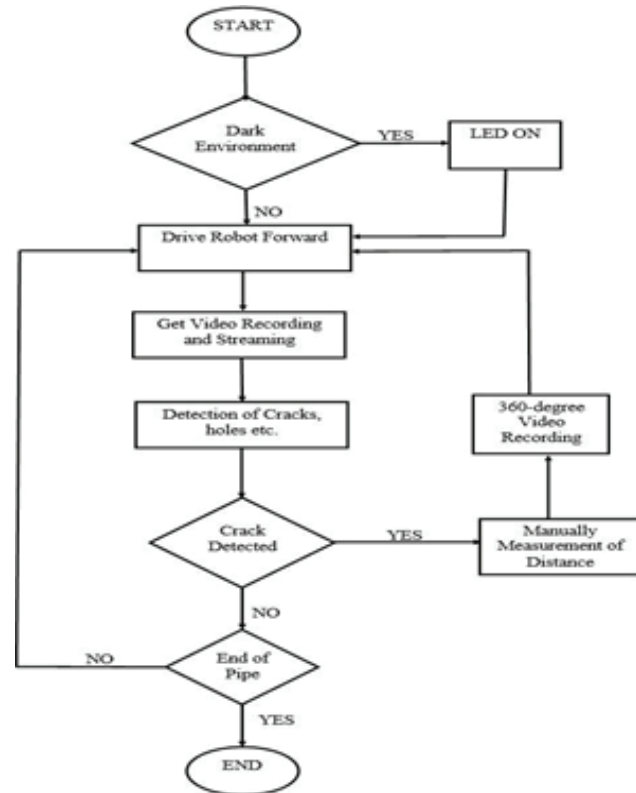 START
Dark
Environment
YES
LED ON
NO
Drive Robot Forward
Get Video Recording
and Streaming
Detection of Cracks,
holes etc.
360-degree
Video
Recording
Crack
Detected
YES
Manually
Measurement of
Distance
NO
End of
Pipe
NO
YES
END